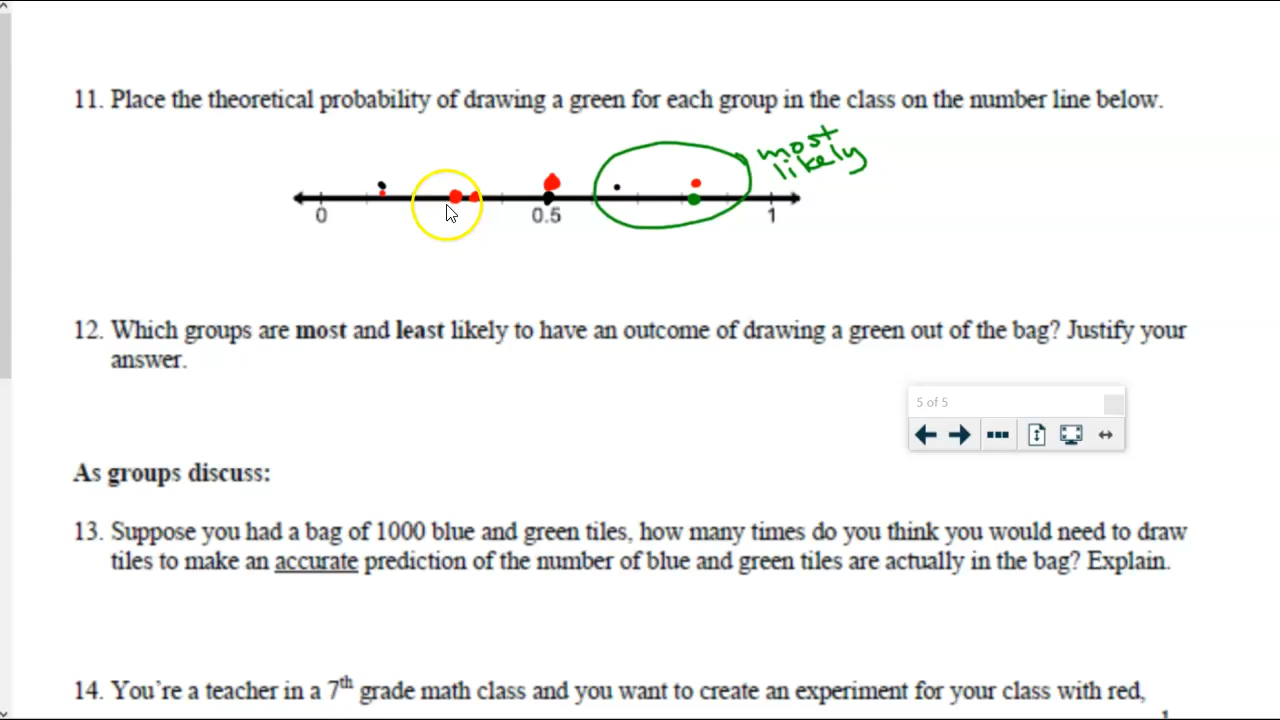 11. Place the theoretical probability of drawing a green for each group in the class on the number line below.
most
likely
0 0.5 1
12. Which groups are most and least likely to have an outcome of drawing a green out of the bag? Justify your
answer.
5 of 5
As groups discuss:
13. Suppose you had a bag of 1000 blue and green tiles, how many times do you think you would need to draw
tiles to make an accurate prediction of the number of blue and green tiles are actually in the bag? Explain.
14. You’re a teacher in a 7th grade math class and you want to create an experiment for your class with red,